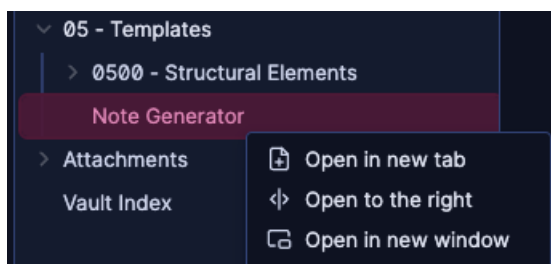 05 - Templates
0500 - Structural Elements
Note Generator
Attachments
Open in new tab
Vault Index
Open to the right
Open in new window